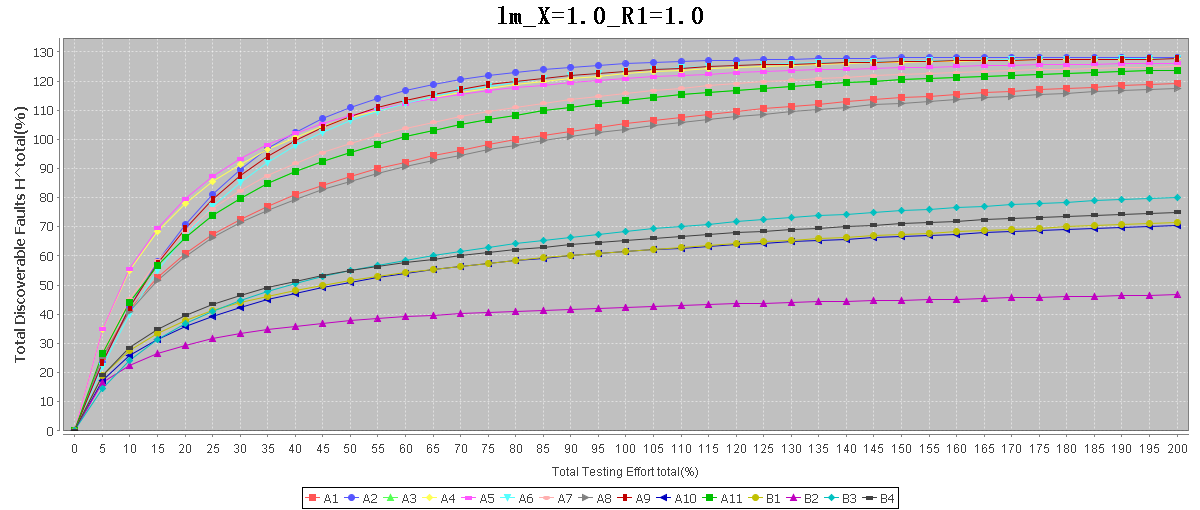 lm_X=1.0_R1=1.0
Total Discoverable Faults H^total(%)
130
120
110
100
90
80
70
60
50
40
30
20
10
0
0 5 10 15 20 25 30 35 40 45 50 55 60 65 70 75 80 85 90 95 100 105 110 115 120 125 130 135 140 145 150 155 160 165 170 175 180 185 190 195 200
Total Testing Effort total(%)
A1 A2 A3 A4 A5 A6 A7 A8 A9 A10 A11 B1 B2 B3 B4